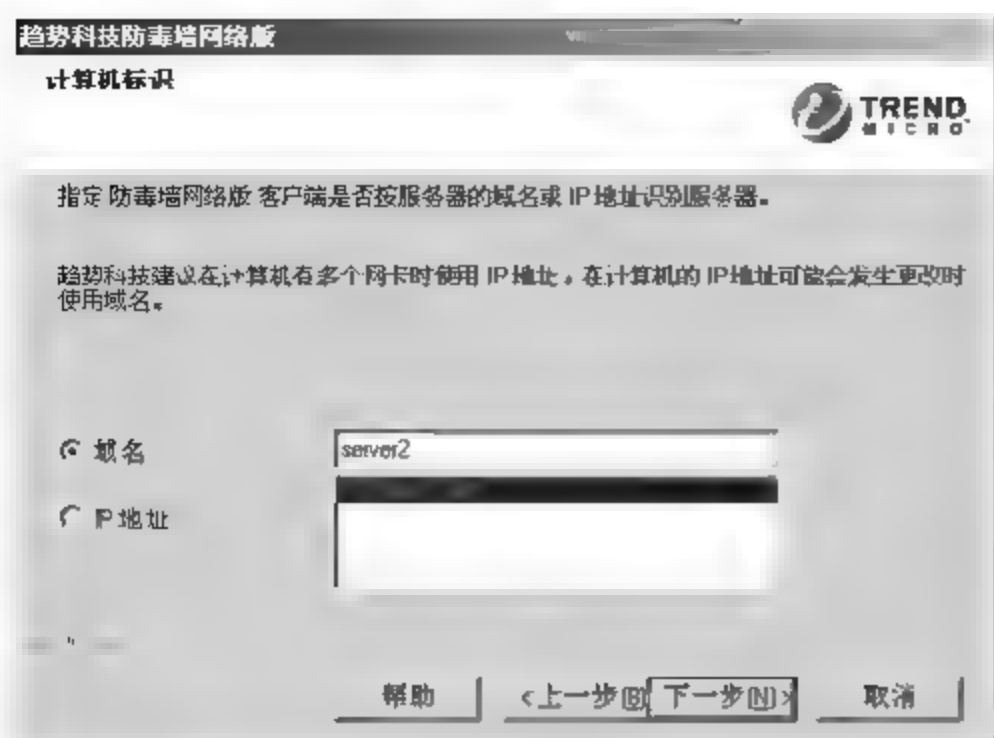 趋势科技防毒墙网络版
计算机标识
TREND
MICRO
指定 防毒墙网络版 客户端是否按服务器的域名或 IP 地址识别服务器。
趋势科技建议在计算机有多个网卡时使用 IP 地址，在计算机的 IP地址可能会发生更改时
使用域名。
域名
server2
IP 地址
帮助
<上一步(B)
下一步(N)>
取消